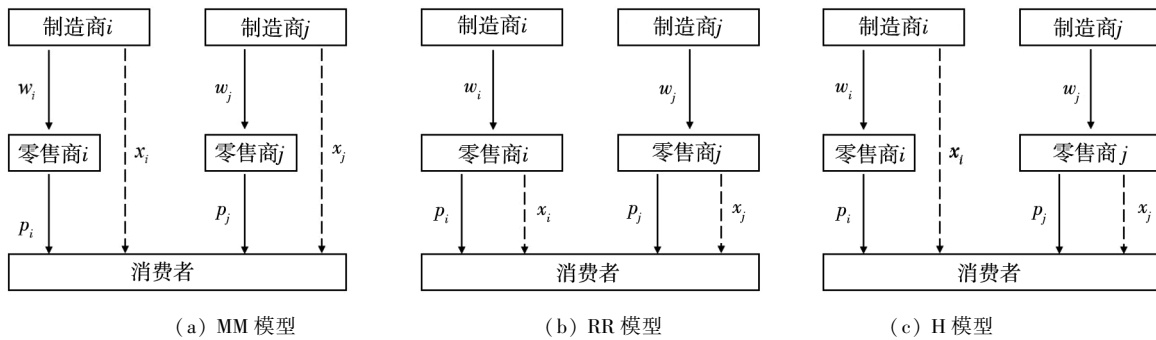 制造商i 制造商j 制造商i 制造商j 制造商i 制造商j
w_i w_j w_i w_j w_i w_j
零售商i x_i 零售商j x_j 零售商i 零售商j 零售商i x_i 零售商j
p_i p_j p_i x_i p_j x_j p_i p_j x_j
消费者 消费者 消费者
(a) MM 模型 (b) RR 模型 (c) H 模型